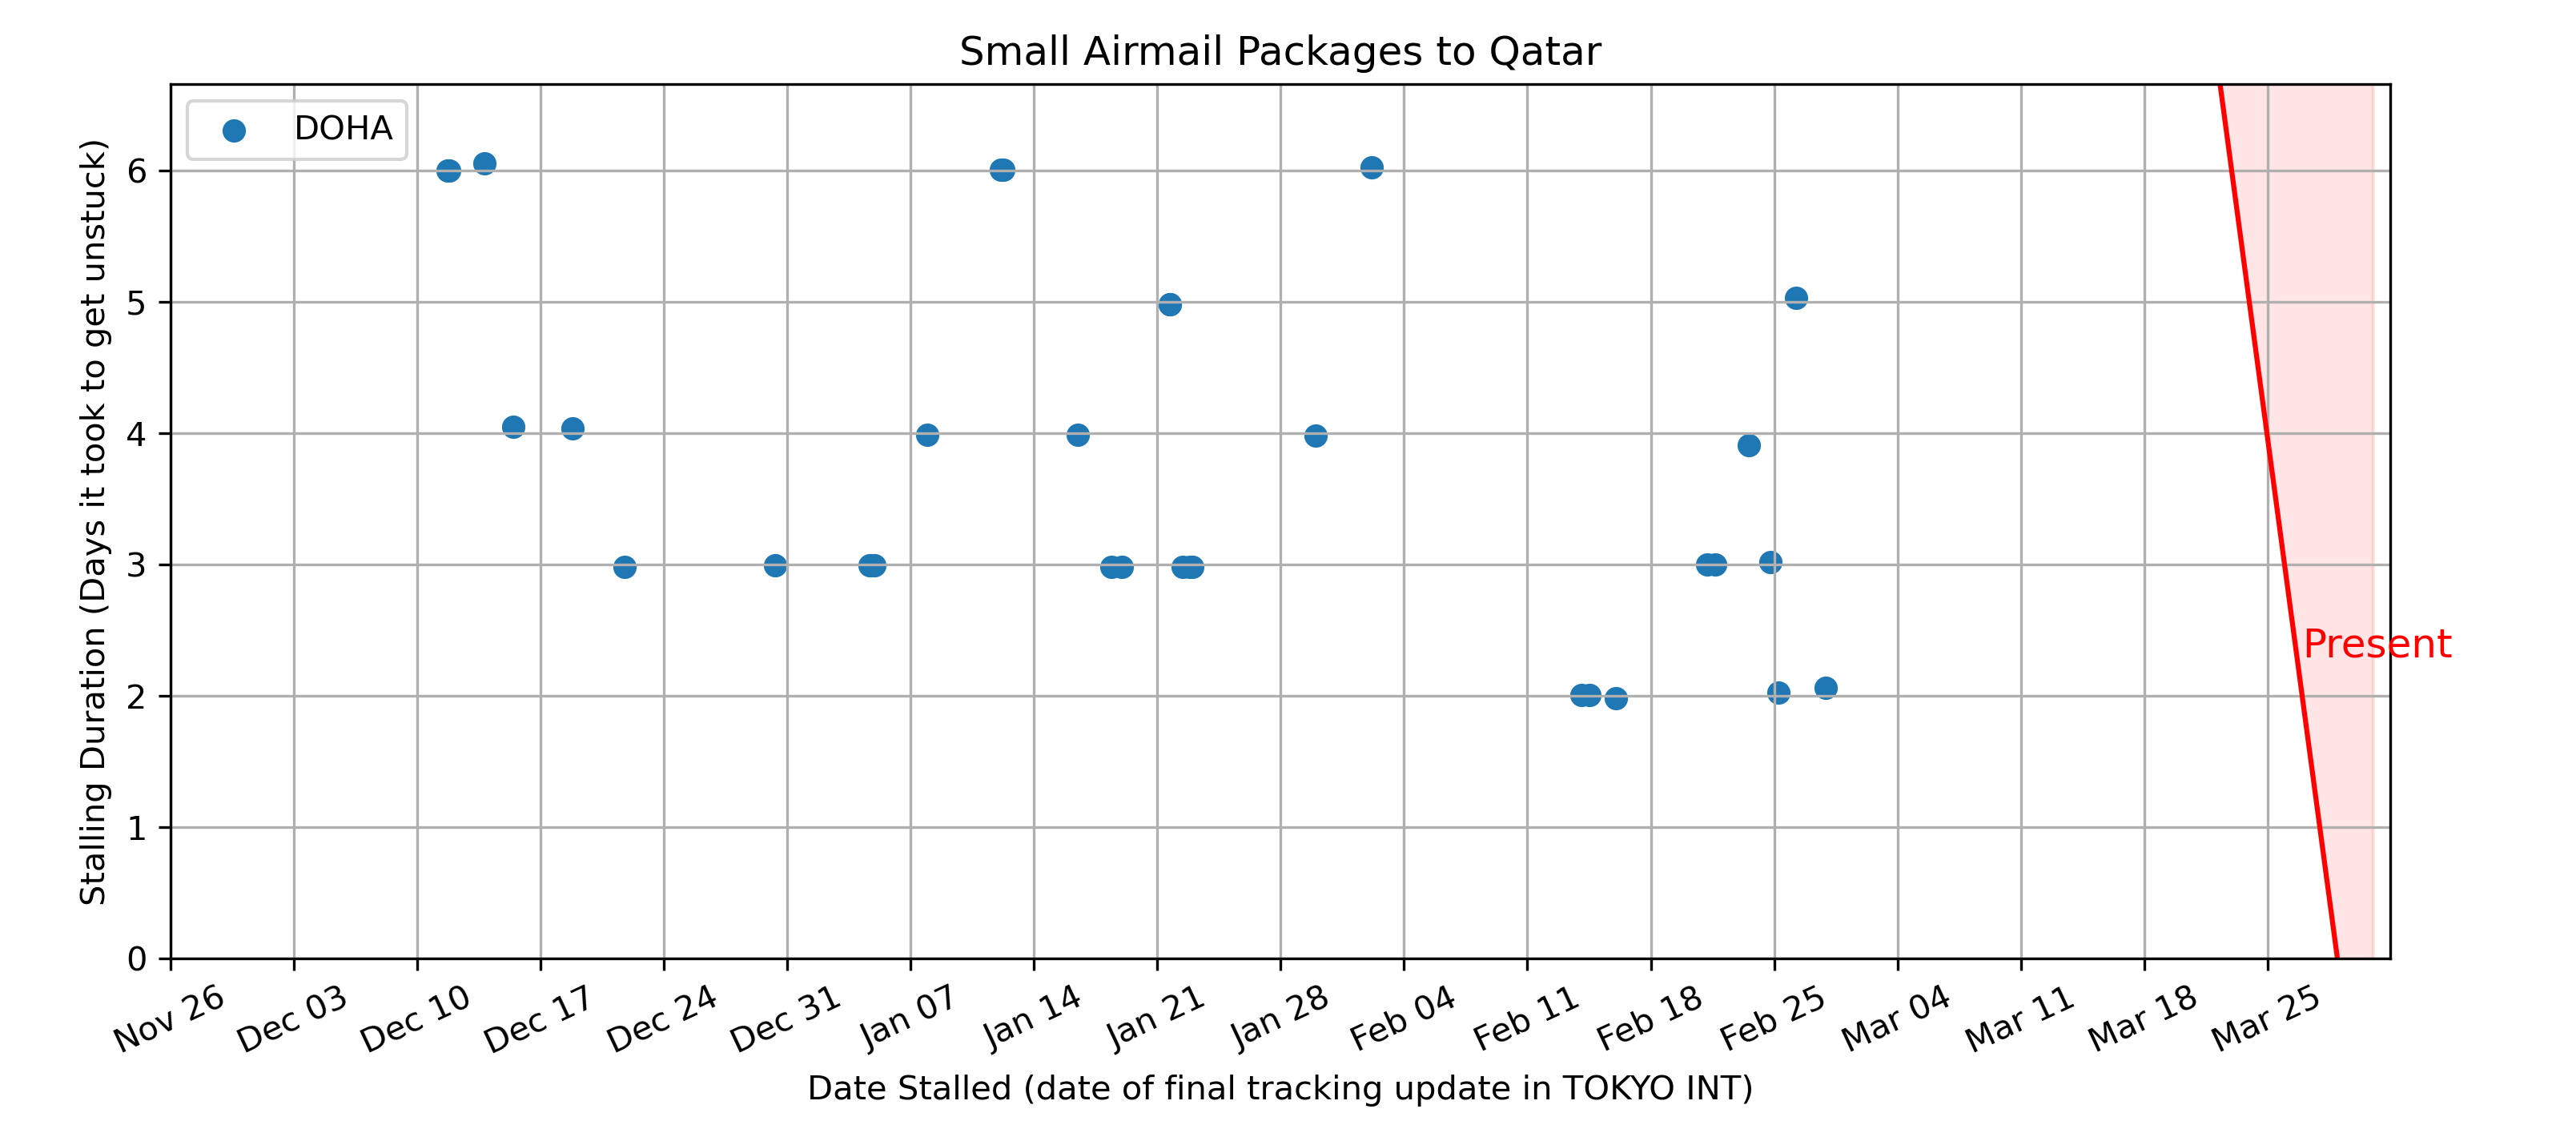 Small Airmail Packages to Qatar
DOHA
Stalling Duration (Days it took to get unstuck)
6
5
4
3
2
1
0
Present
Nov 26
Dec 03
Dec 10
Dec 17
Dec 24
Dec 31
Jan 07
Jan 14
Jan 21
Jan 28
Feb 04
Feb 11
Feb 18
Feb 25
Mar 04
Mar 11
Mar 18
Mar 25
Date Stalled (date of final tracking update in TOKYO INT)